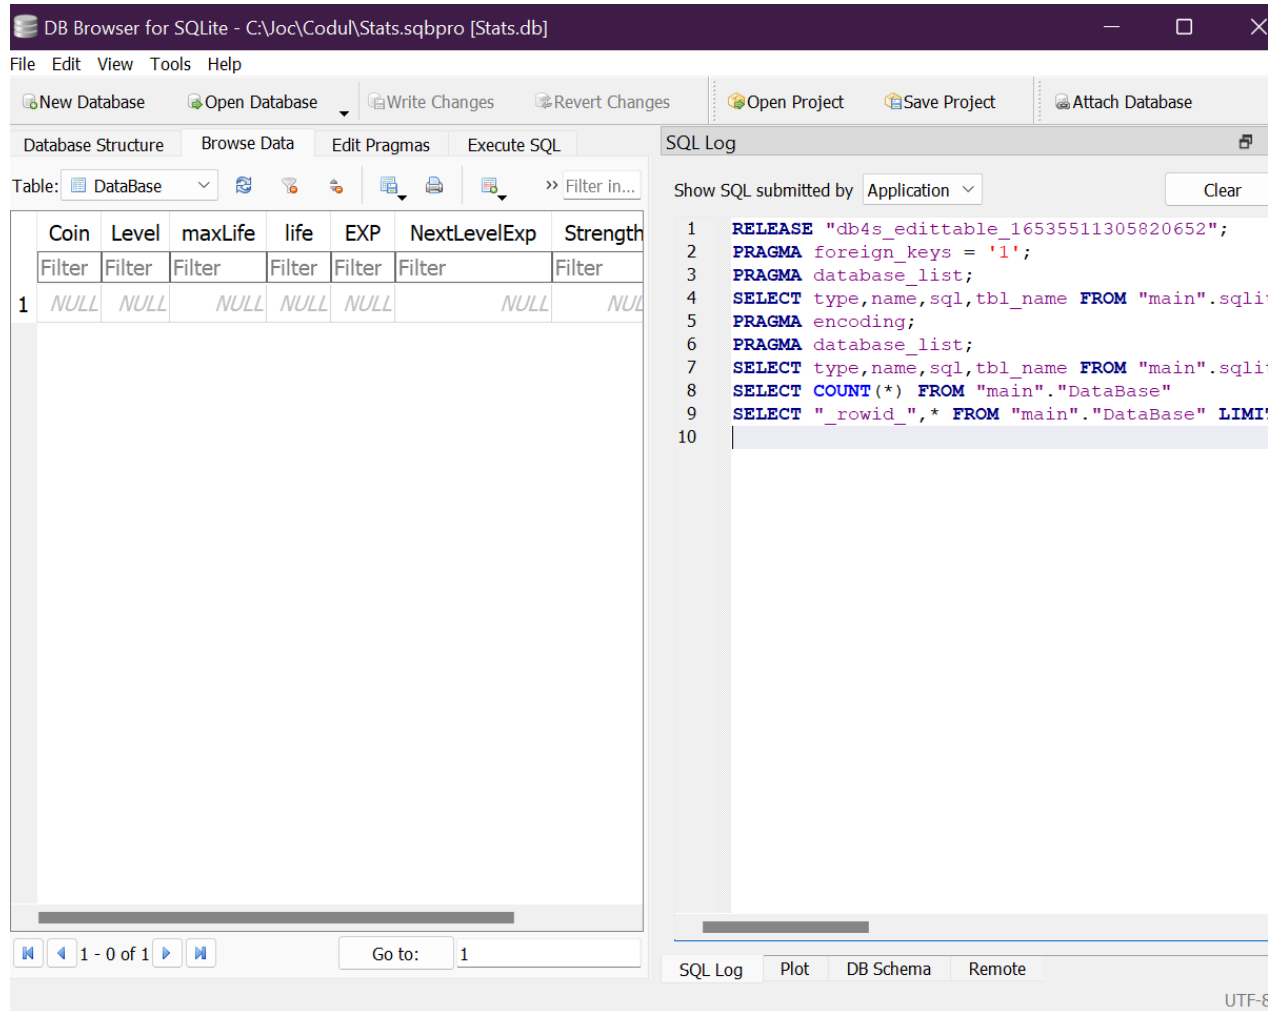 DB Browser for SQLite - C:\Joc\Codul\Stats.sqbpro [Stats.db]
File Edit View Tools Help
New Database Open Database Write Changes Revert Changes Open Project Save Project Attach Database
Database Structure Browse Data Edit Pragmas Execute SQL
Table: DataBase » Filter in...
Coin Level maxLife life EXP NextLevelExp Strength
Filter Filter Filter Filter Filter Filter Filter
1 NULL NULL NULL NULL NULL NULL NUL
1 - 0 of 1 Go to: 1
SQL Log
Show SQL submitted by Application Clear
1 RELEASE "db4s_edittable_16535511305820652";
2 PRAGMA foreign_keys = '1';
3 PRAGMA database_list;
4 SELECT type,name,sql,tbl_name FROM "main".sqlit
5 PRAGMA encoding;
6 PRAGMA database_list;
7 SELECT type,name,sql,tbl_name FROM "main".sqlit
8 SELECT COUNT(*) FROM "main"."DataBase"
9 SELECT "_rowid_",* FROM "main"."DataBase" LIMIT
10
SQL Log Plot DB Schema Remote
UTF-8